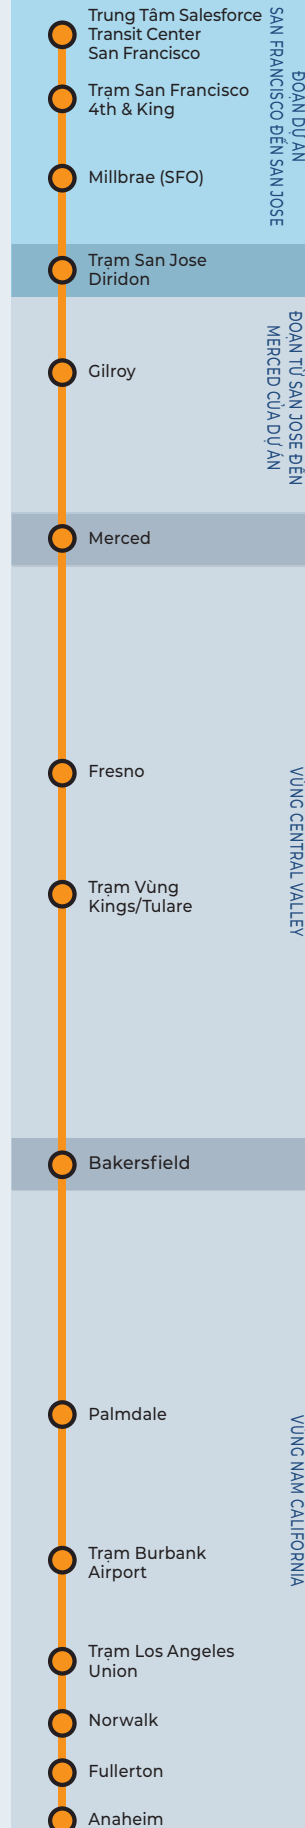 Trung Tâm Salesforce
Transit Center
San Francisco
Trạm San Francisco
4th & King
Millbrae (SFO)
ĐOẠN DỰ ÁN
SAN FRANCISCO ĐẾN SAN JOSE
Trạm San Jose
Diridon
Gilroy
ĐOẠN TỪ SAN JOSE ĐẾN
MERCED CỦA DỰ ÁN
Merced
Fresno
Trạm Vùng
Kings/Tulare
VÙNG CENTRAL VALLEY
Bakersfield
Palmdale
Trạm Burbank
Airport
VÙNG NAM CALIFORNIA
Trạm Los Angeles
Union
Norwalk
Fullerton
Anaheim